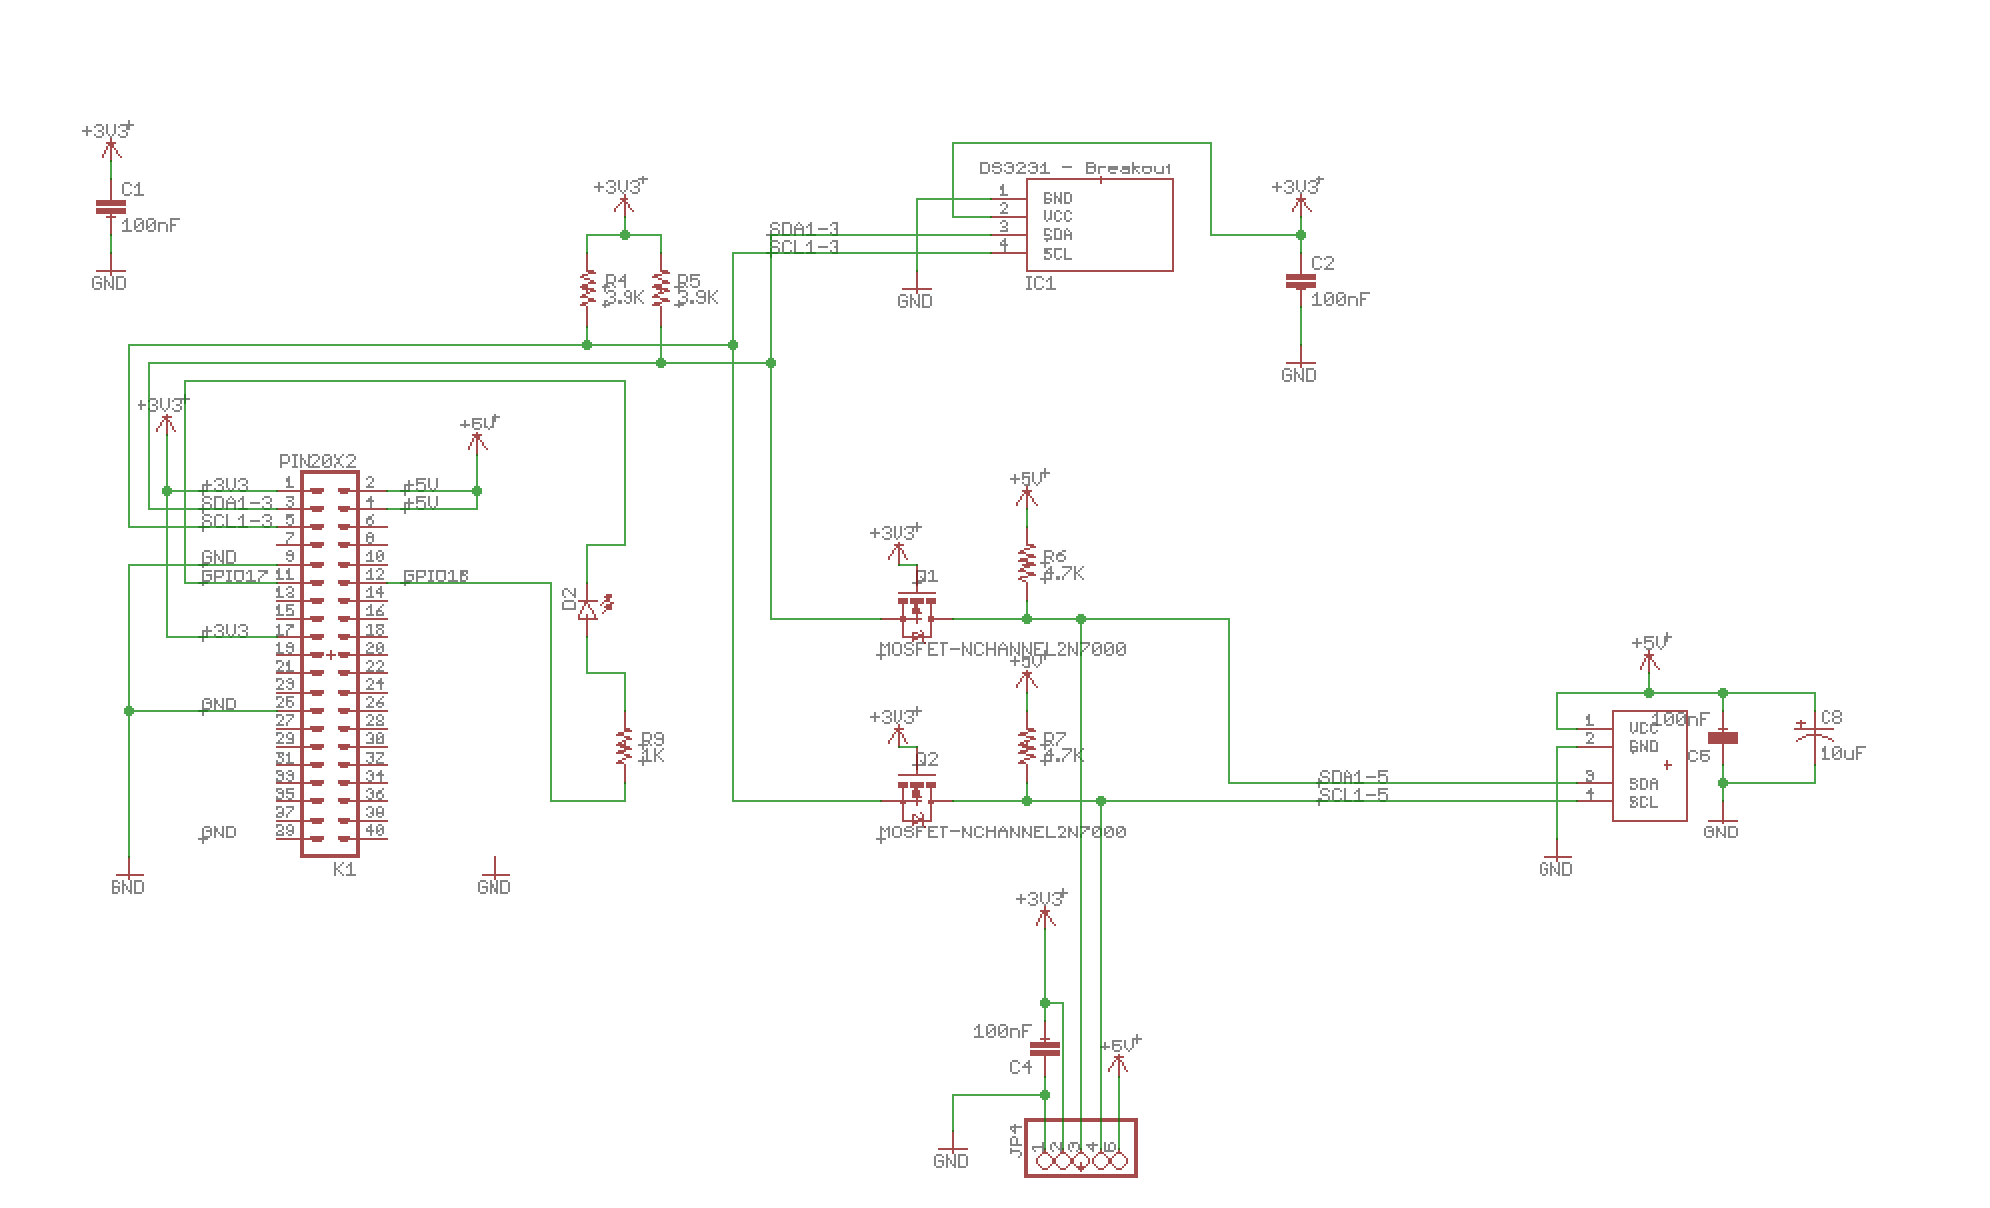 +3V3
C1
100nF
GND
+3V3
R4
3.9K
R5
3.9K
DS3231 - Breakout
1 GND
2 VCC
3 SDA
4 SCL
IC1
SDA1-3
SCL1-3
GND
+3V3
C2
100nF
GND
+3V3
+5V
PIN20X2
+3V3 1 2 +5V
SDA1-3 3 4 +5V
SCL1-3 5 6
7 8
GND 9 10
GPIO17 11 12 GPIO18
13 14
15 16
+3V3 17 18
19 20
21 22
23 24
GND 25 26
27 28
29 30
31 32
33 34
35 36
37 38
GND 39 40
K1
GND
GND
D2
R9
1K
+3V3
Q1
MOSFET-NCHANNEL2N7000
+5V
R6
4.7K
+3V3
Q2
MOSFET-NCHANNEL2N7000
+5V
R7
4.7K
SDA1-5
SCL1-5
+5V
1 VCC
2 GND
3 SDA
4 SCL
100nF
C6
C8
10uF
GND
GND
+3V3
100nF
C4
+5V
GND
JP4
1 2 3 4 5